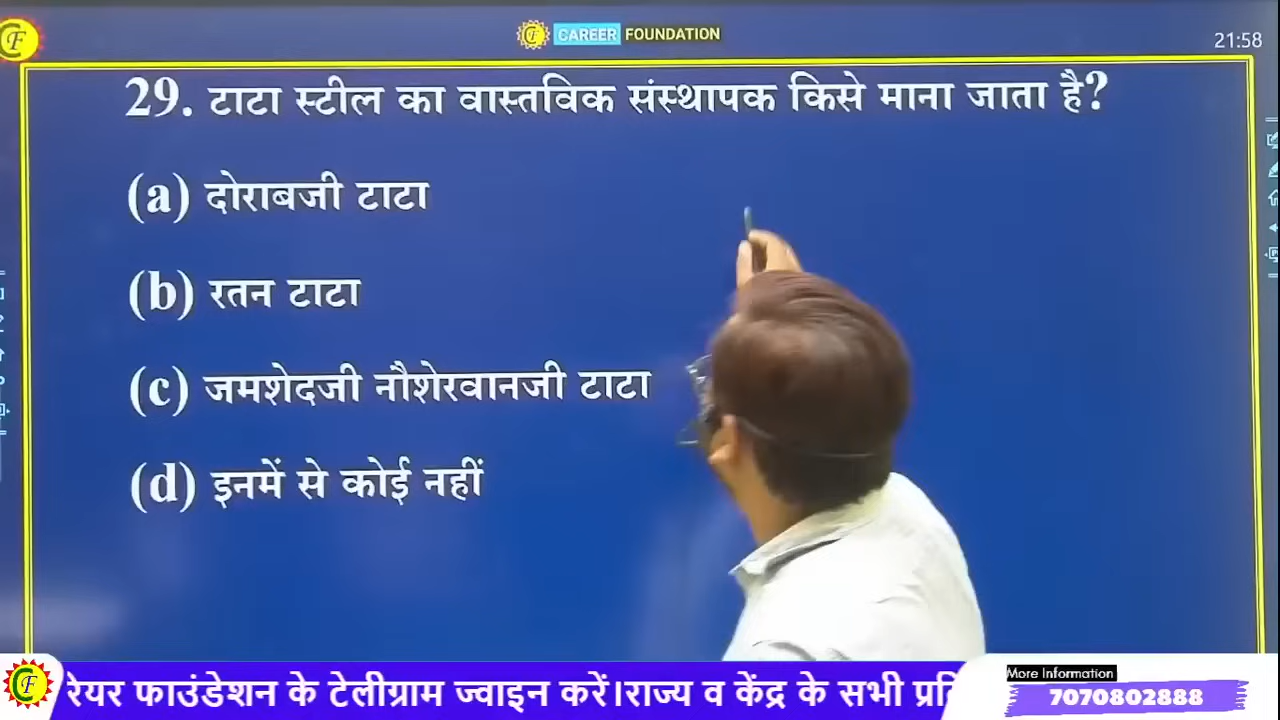 CAREER FOUNDATION
21:58
29. टाटा स्टील का वास्तविक संस्थापक किसे माना जाता है?
(a) दोराबजी टाटा
(b) रतन टाटा
(c) जमशेदजी नौशेरवानजी टाटा
(d) इनमें से कोई नहीं
रेयर फाउंडेशन के टेलीग्राम ज्वाइन करें।राज्य व केंद्र के सभी
More Information
7070802888